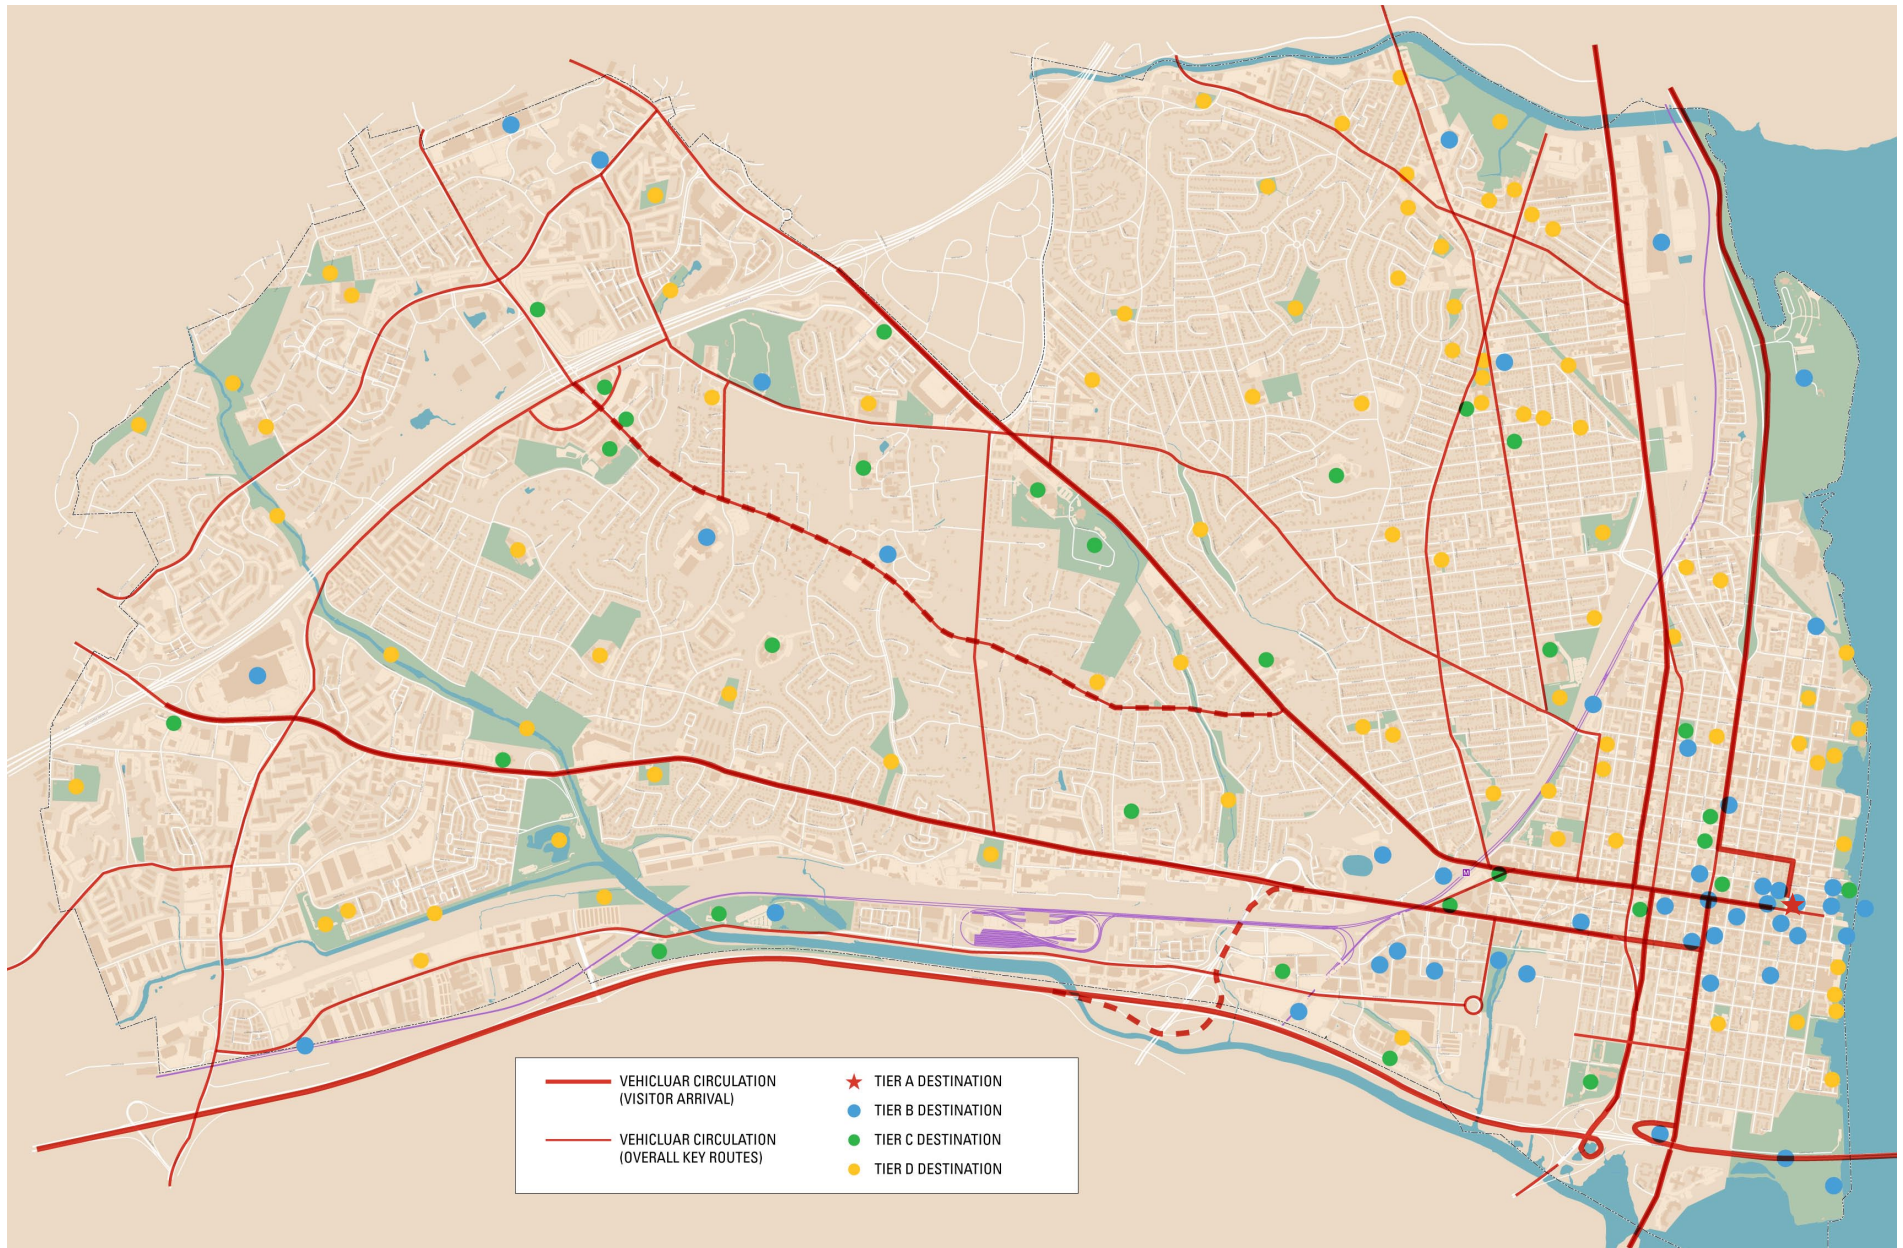 VEHICLUAR CIRCULATION
(VISITOR ARRIVAL)
VEHICLUAR CIRCULATION
(OVERALL KEY ROUTES)
TIER A DESTINATION
TIER B DESTINATION
TIER C DESTINATION
TIER D DESTINATION
M